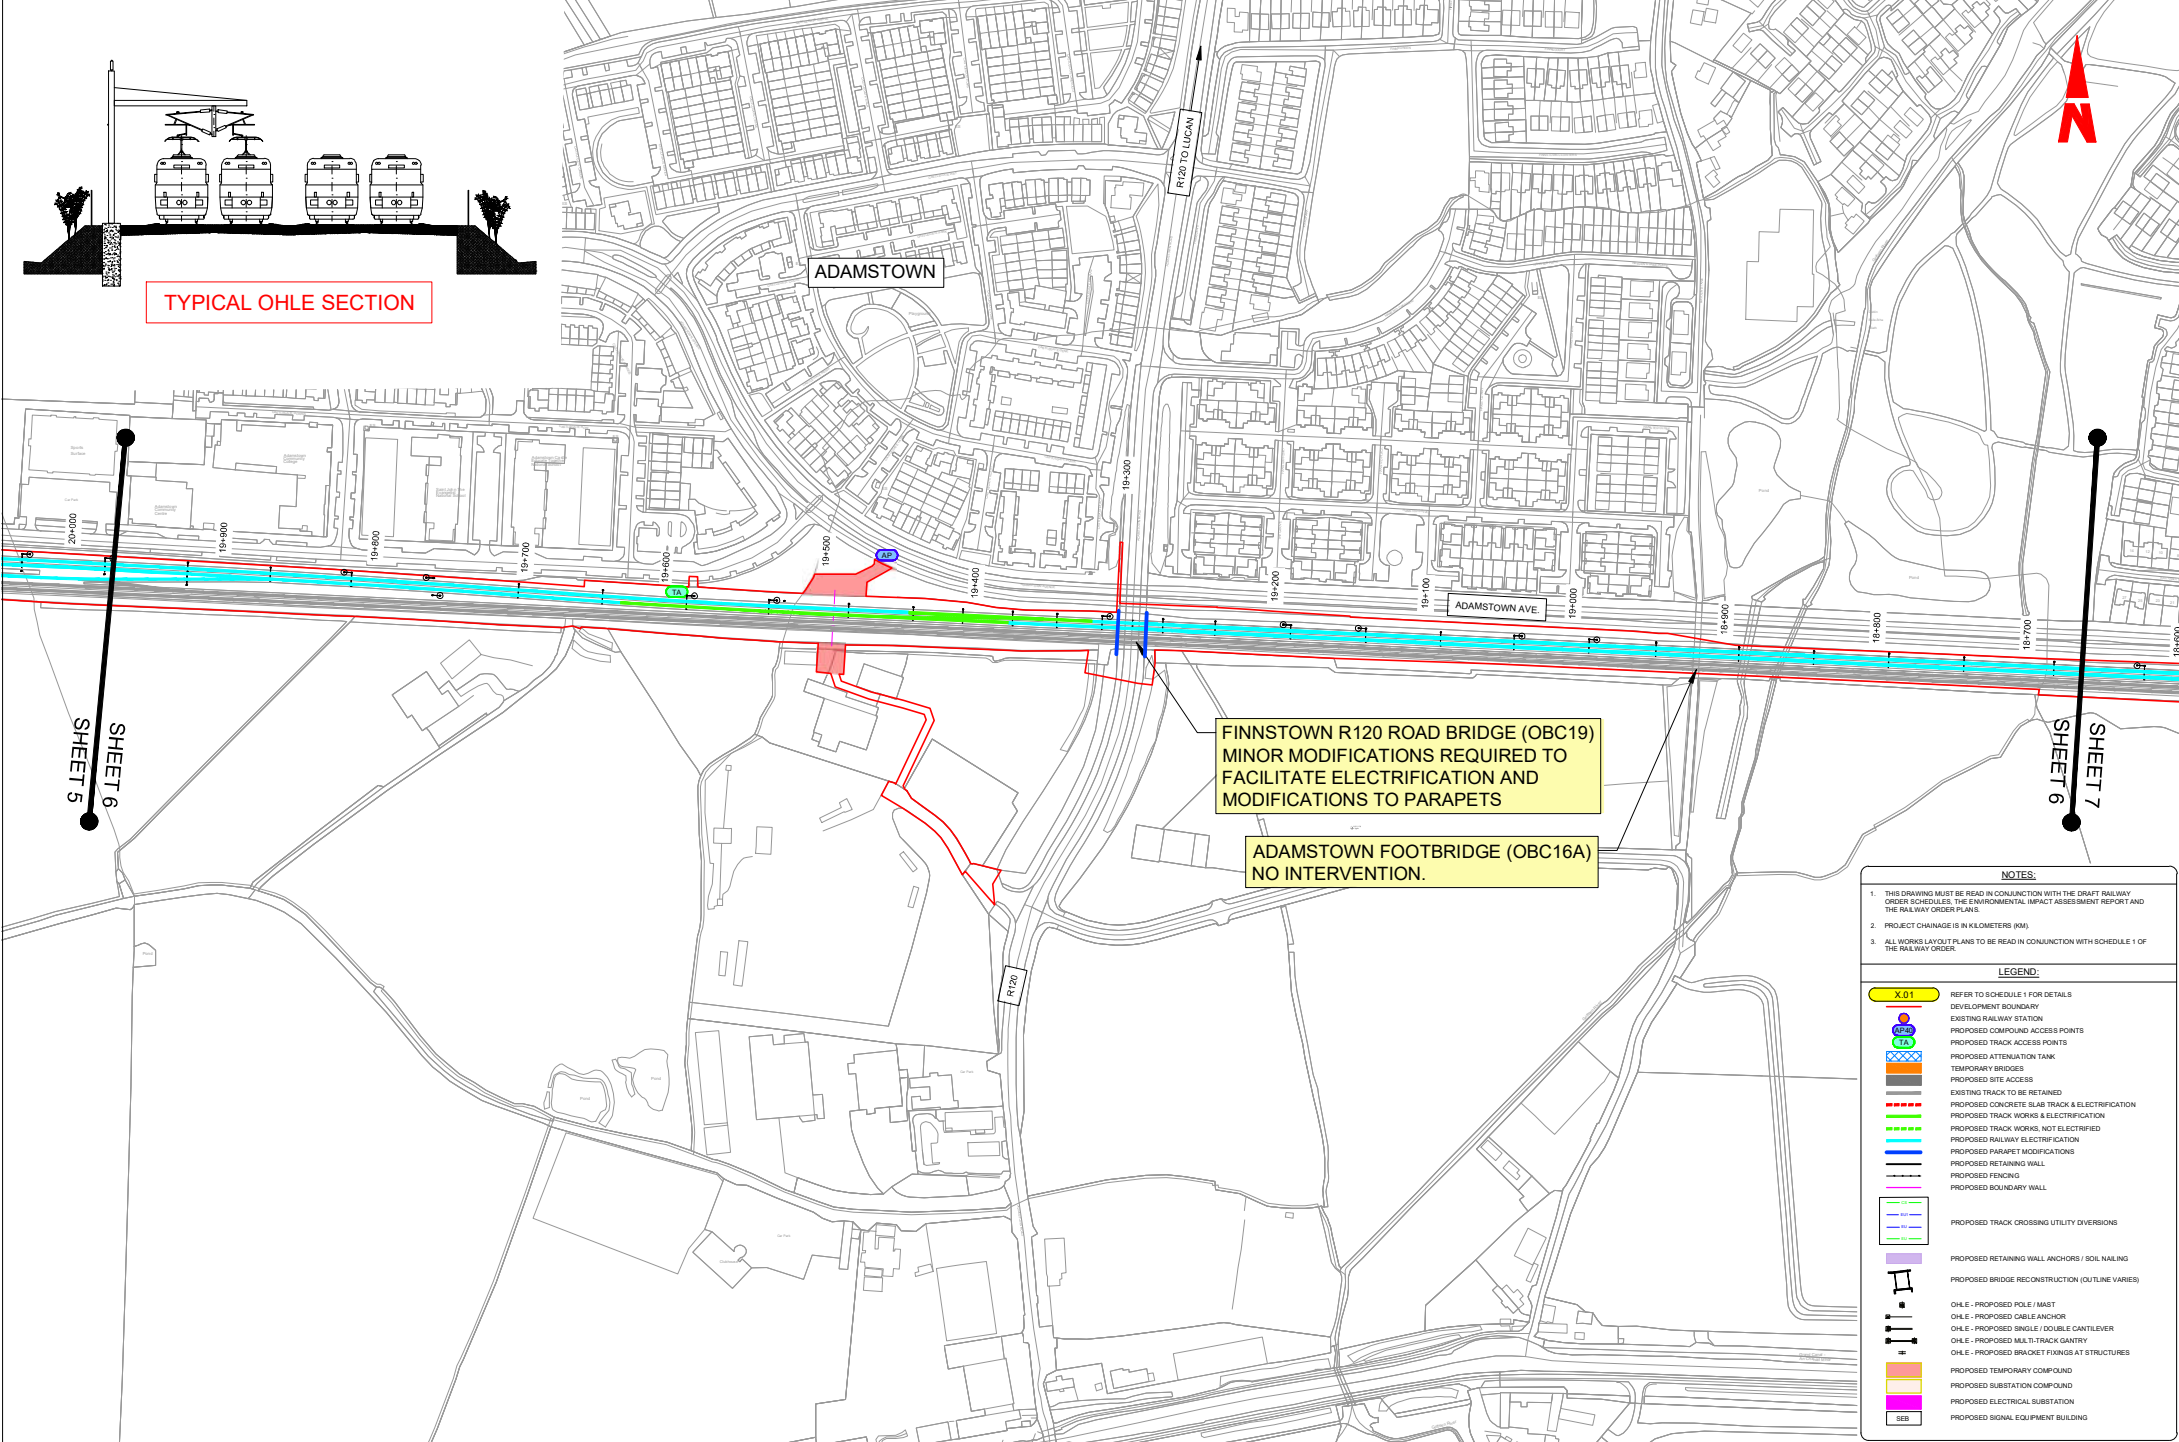 TYPICAL OHLE SECTION
ADAMSTOWN
R120 TO LUCAN
N
20+000
19+900
19+800
19+700
19+600
19+500
19+400
19+300
19+200
19+100
19+000
18+900
18+800
18+700
18+600
AP
TA
ADAMSTOWN AVE.
SHEET 5
SHEET 6
SHEET 6
SHEET 7
FINNSTOWN R120 ROAD BRIDGE (OBC19)
MINOR MODIFICATIONS REQUIRED TO
FACILITATE ELECTRIFICATION AND
MODIFICATIONS TO PARAPETS
ADAMSTOWN FOOTBRIDGE (OBC16A)
NO INTERVENTION.
R120
Pond
Pond
Pond
Pond
Pond
NOTES:
1. THIS DRAWING MUST BE READ IN CONJUNCTION WITH THE DRAFT RAILWAY
ORDER SCHEDULES, THE ENVIRONMENTAL IMPACT ASSESSMENT REPORT AND
THE RAILWAY ORDER PLANS.
2. PROJECT CHAINAGE IS IN KILOMETERS (KM).
3. ALL WORKS LAYOUT PLANS TO BE READ IN CONJUNCTION WITH SCHEDULE 1 OF
THE RAILWAY ORDER.
LEGEND:
X.01 REFER TO SCHEDULE 1 FOR DETAILS
DEVELOPMENT BOUNDARY
EXISTING RAILWAY STATION
AP40 PROPOSED COMPOUND ACCESS POINTS
TA PROPOSED TRACK ACCESS POINTS
PROPOSED ATTENUATION TANK
TEMPORARY BRIDGES
PROPOSED SITE ACCESS
EXISTING TRACK TO BE RETAINED
PROPOSED CONCRETE SLAB TRACK & ELECTRIFICATION
PROPOSED TRACK WORKS & ELECTRIFICATION
PROPOSED TRACK WORKS, NOT ELECTRIFIED
PROPOSED RAILWAY ELECTRIFICATION
PROPOSED PARAPET MODIFICATIONS
PROPOSED RETAINING WALL
PROPOSED FENCING
PROPOSED BOUNDARY WALL
PROPOSED TRACK CROSSING UTILITY DIVERSIONS
PROPOSED RETAINING WALL ANCHORS / SOIL NAILING
PROPOSED BRIDGE RECONSTRUCTION (OUTLINE VARIES)
OHLE - PROPOSED POLE / MAST
OHLE - PROPOSED CABLE ANCHOR
OHLE - PROPOSED SINGLE / DOUBLE CANTILEVER
OHLE - PROPOSED MULTI-TRACK GANTRY
OHLE - PROPOSED BRACKET FIXINGS AT STRUCTURES
PROPOSED TEMPORARY COMPOUND
PROPOSED SUBSTATION COMPOUND
PROPOSED ELECTRICAL SUBSTATION
SEB PROPOSED SIGNAL EQUIPMENT BUILDING